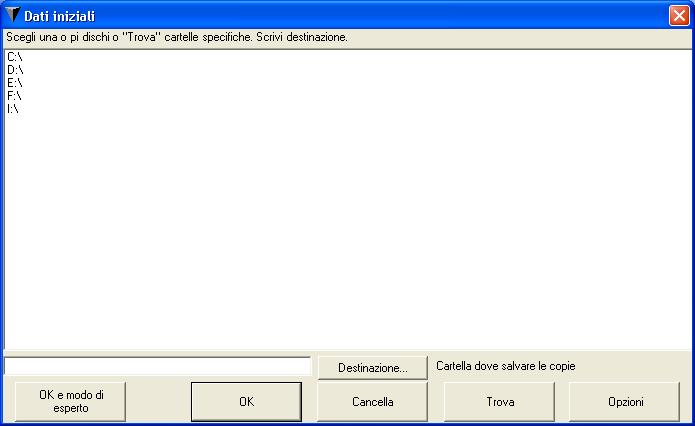 Dati iniziali
Scegli una o pi dischi o "Trova" cartelle specifiche. Scrivi destinazione.
C:\
D:\
E:\
F:\
I:\
Destinazione...
Cartella dove salvare le copie
OK e modo di
esperto
OK
Cancella
Trova
Opzioni